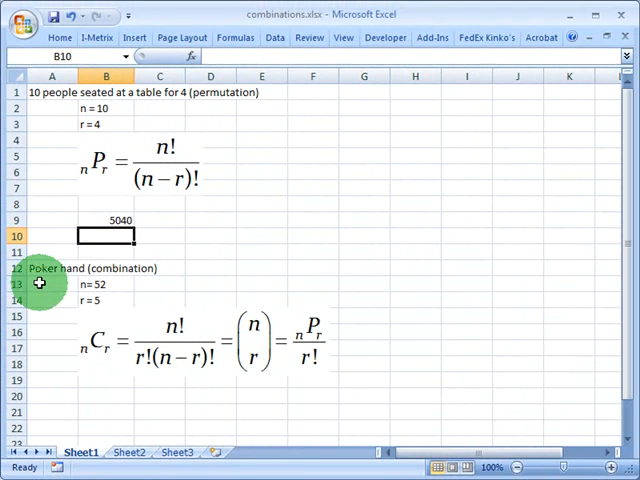 combinations.xlsx - Microsoft Excel
Home I-Metrix Insert Page Layout Formulas Data Review View Developer Add-Ins FedEx Kinko's Acrobat
B10 fx
A B C D E F G H I J K
1 10 people seated at a table for 4 (permutation)
2 n = 10
3 r = 4
4
5 nPr = n! / (n − r)!
6
7
8
9 5040
10
11
12 Poker hand (combination)
13 n= 52
14 r = 5
15
16 nCr = n! / r!(n − r)! = (n r) = nPr / r!
17
18
19
20
21
22
23
Sheet1 Sheet2 Sheet3
Ready 100%